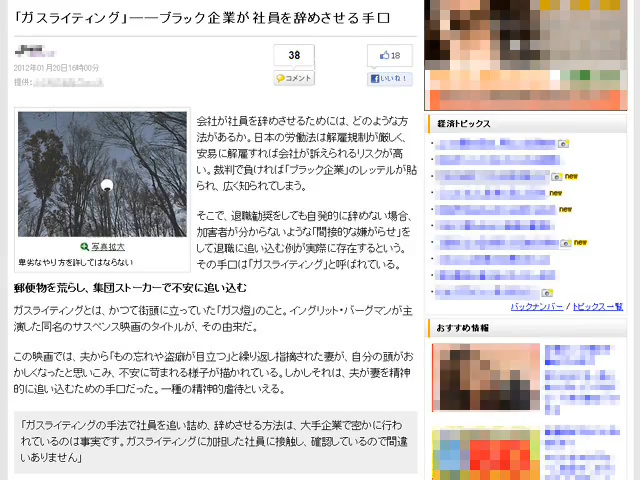 「ガスライティング」――ブラック企業が社員を辞めさせる手口
2012年01月20日16時00分
提供:
38
コメント
18
いいね！
会社が社員を辞めさせるためには、どのような方
法があるか。日本の労働法は解雇規制が厳しく、
安易に解雇すれば会社が訴えられるリスクが高
い。裁判で負ければ「ブラック企業」のレッテルが貼
られ、広く知られてしまう。
そこで、退職勧奨をしても自発的に辞めない場合、
加害者が分からないような「間接的な嫌がらせ」を
して退職に追い込む例が実際に存在するという。
その手口は「ガスライティング」と呼ばれている。
写真拡大
卑劣なやり方を許してはならない
郵便物を荒らし、集団ストーカーで不安に追い込む
ガスライティングとは、かつて街頭に立っていた「ガス燈」のこと。イングリット・バーグマンが主
演した同名のサスペンス映画のタイトルが、その由来だ。
この映画では、夫から「もの忘れや盗癖が目立つ」と繰り返し指摘された妻が、自分の頭がお
かしくなったと思いこみ、不安に苛まれる様子が描かれている。しかしそれは、夫が妻を精神
的に追い込むための手口だった。一種の精神的虐待といえる。
「ガスライティングの手法で社員を追い詰め、辞めさせる方法は、大手企業で密かに行わ
れているのは事実です。ガスライティングに加担した社員に接触し、確認しているので間違
いありません」
経済トピックス
new
new
new
new
バックナンバー / トピックス一覧
おすすめ情報